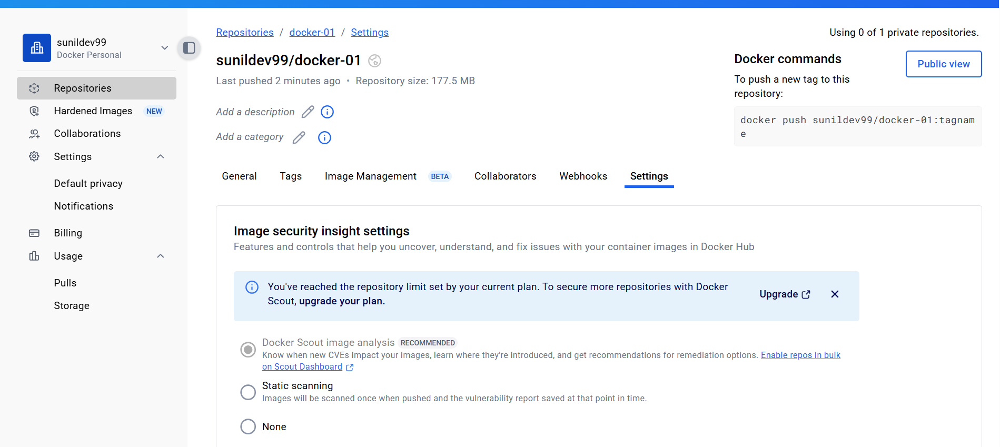 sunildev99
Docker Personal
Repositories
Hardened Images NEW
Collaborations
Settings
Default privacy
Notifications
Billing
Usage
Pulls
Storage
Repositories / docker-01 / Settings
Using 0 of 1 private repositories.
sunildev99/docker-01
Last pushed 2 minutes ago • Repository size: 177.5 MB
Add a description
Add a category
Docker commands
Public view
To push a new tag to this
repository:
docker push sunildev99/docker-01:tagnam
e
General Tags Image Management BETA Collaborators Webhooks Settings
Image security insight settings
Features and controls that help you uncover, understand, and fix issues with your container images in Docker Hub
You've reached the repository limit set by your current plan. To secure more repositories with Docker
Scout, upgrade your plan.
Upgrade
Docker Scout image analysis RECOMMENDED
Know when new CVEs impact your images, learn where they're introduced, and get recommendations for remediation options. Enable repos in bulk
on Scout Dashboard
Static scanning
Images will be scanned once when pushed and the vulnerability report saved at that point in time.
None